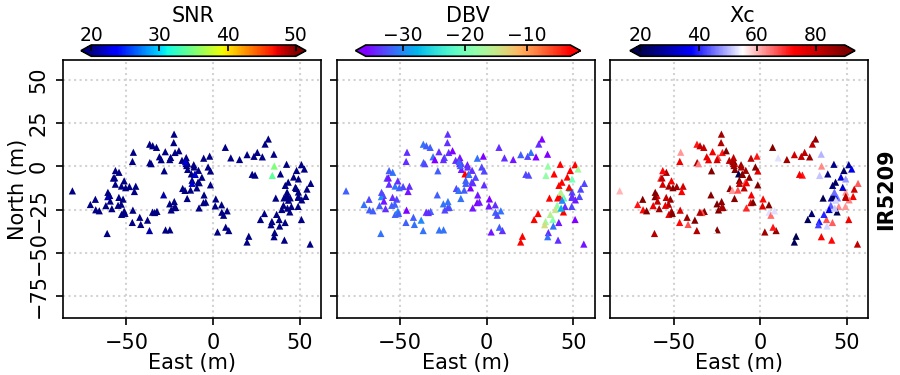 SNR DBV Xc
20 30 40 50 −30 −20 −10 20 40 60 80
50
25
0
−25
−50
−75
North (m)
−50 0 50 −50 0 50 −50 0 50
East (m) East (m) East (m)
IR5209